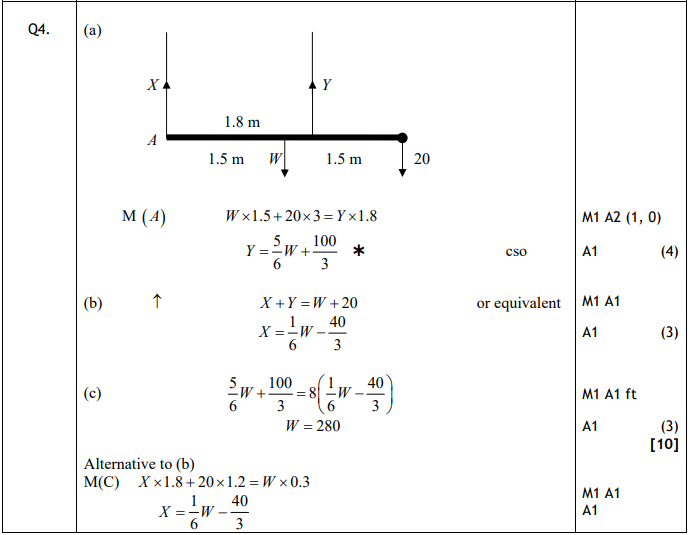 Q4. (a)
X Y
1.8 m
A
1.5 m W 1.5 m 20
M (A) W × 1.5 + 20 × 3 = Y × 1.8 M1 A2 (1, 0)
Y = 5/6 W + 100/3 * cso A1 (4)
(b) ↑ X + Y = W + 20 or equivalent M1 A1
X = 1/6 W − 40/3 A1 (3)
(c) 5/6 W + 100/3 = 8(1/6 W − 40/3) M1 A1 ft
W = 280 A1 (3)
[10]
Alternative to (b)
M(C) X × 1.8 + 20 × 1.2 = W × 0.3 M1 A1
X = 1/6 W − 40/3 A1